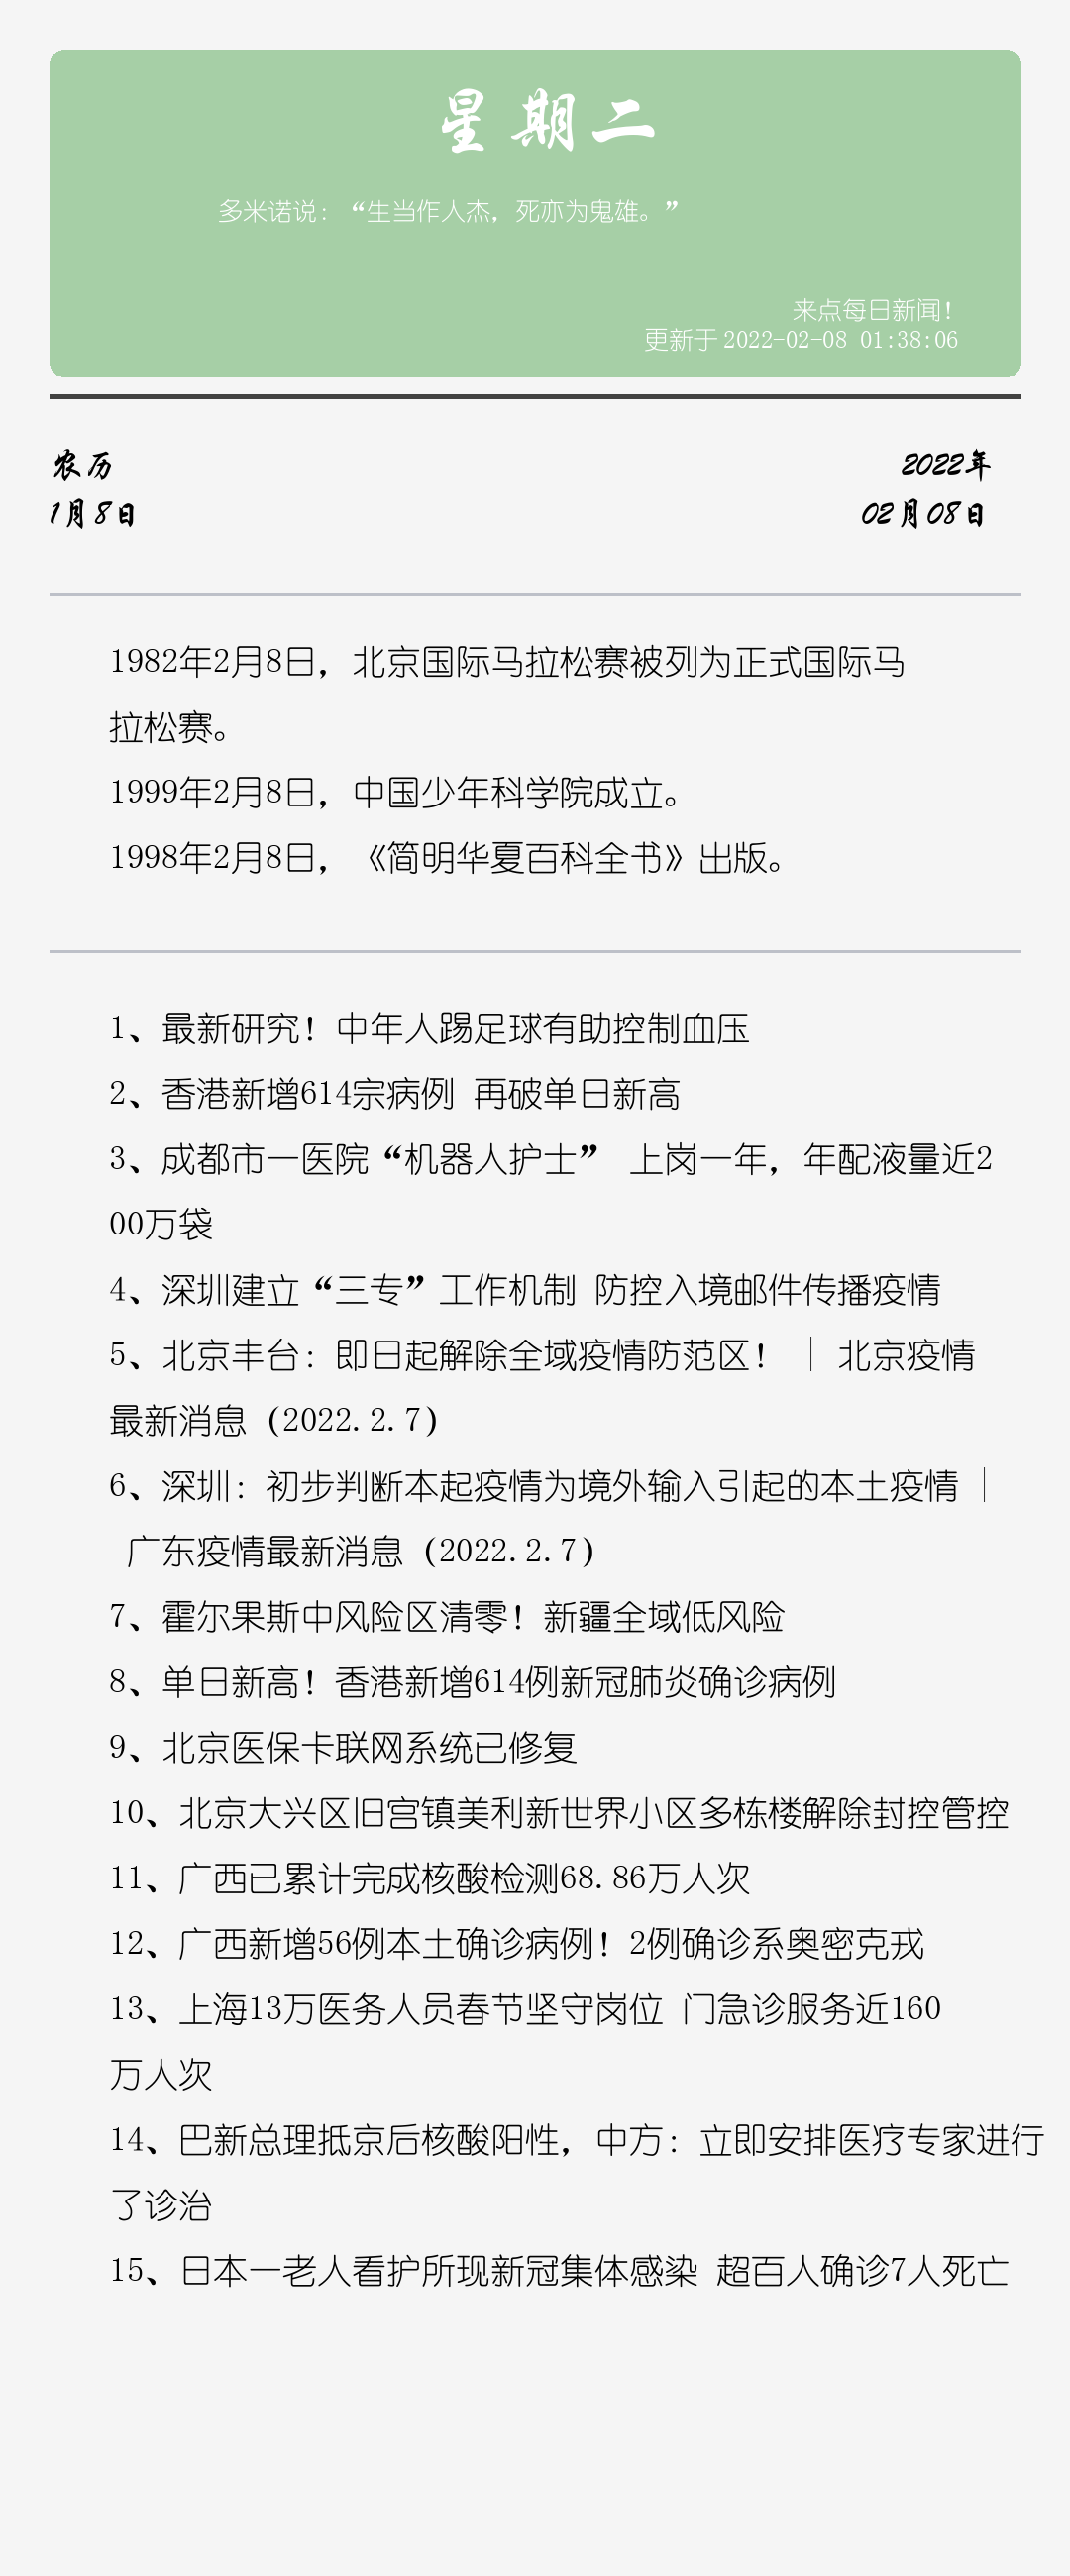 星期二
多米诺说：“生当作人杰，死亦为鬼雄。”
来点每日新闻！
更新于 2022-02-08 01:38:06
农历
2022年
1月8日
02月08日
1982年2月8日，北京国际马拉松赛被列为正式国际马
拉松赛。
1999年2月8日，中国少年科学院成立。
1998年2月8日，《简明华夏百科全书》出版。
1、最新研究！中年人踢足球有助控制血压
2、香港新增614宗病例 再破单日新高
3、成都市一医院“机器人护士” 上岗一年，年配液量近2
00万袋
4、深圳建立“三专”工作机制 防控入境邮件传播疫情
5、北京丰台：即日起解除全域疫情防范区！ | 北京疫情
最新消息（2022.2.7）
6、深圳：初步判断本起疫情为境外输入引起的本土疫情 |
广东疫情最新消息（2022.2.7）
7、霍尔果斯中风险区清零！新疆全域低风险
8、单日新高！香港新增614例新冠肺炎确诊病例
9、北京医保卡联网系统已修复
10、北京大兴区旧宫镇美利新世界小区多栋楼解除封控管控
11、广西已累计完成核酸检测68.86万人次
12、广西新增56例本土确诊病例！2例确诊系奥密克戎
13、上海13万医务人员春节坚守岗位 门急诊服务近160
万人次
14、巴新总理抵京后核酸阳性，中方：立即安排医疗专家进行
了诊治
15、日本一老人看护所现新冠集体感染 超百人确诊7人死亡